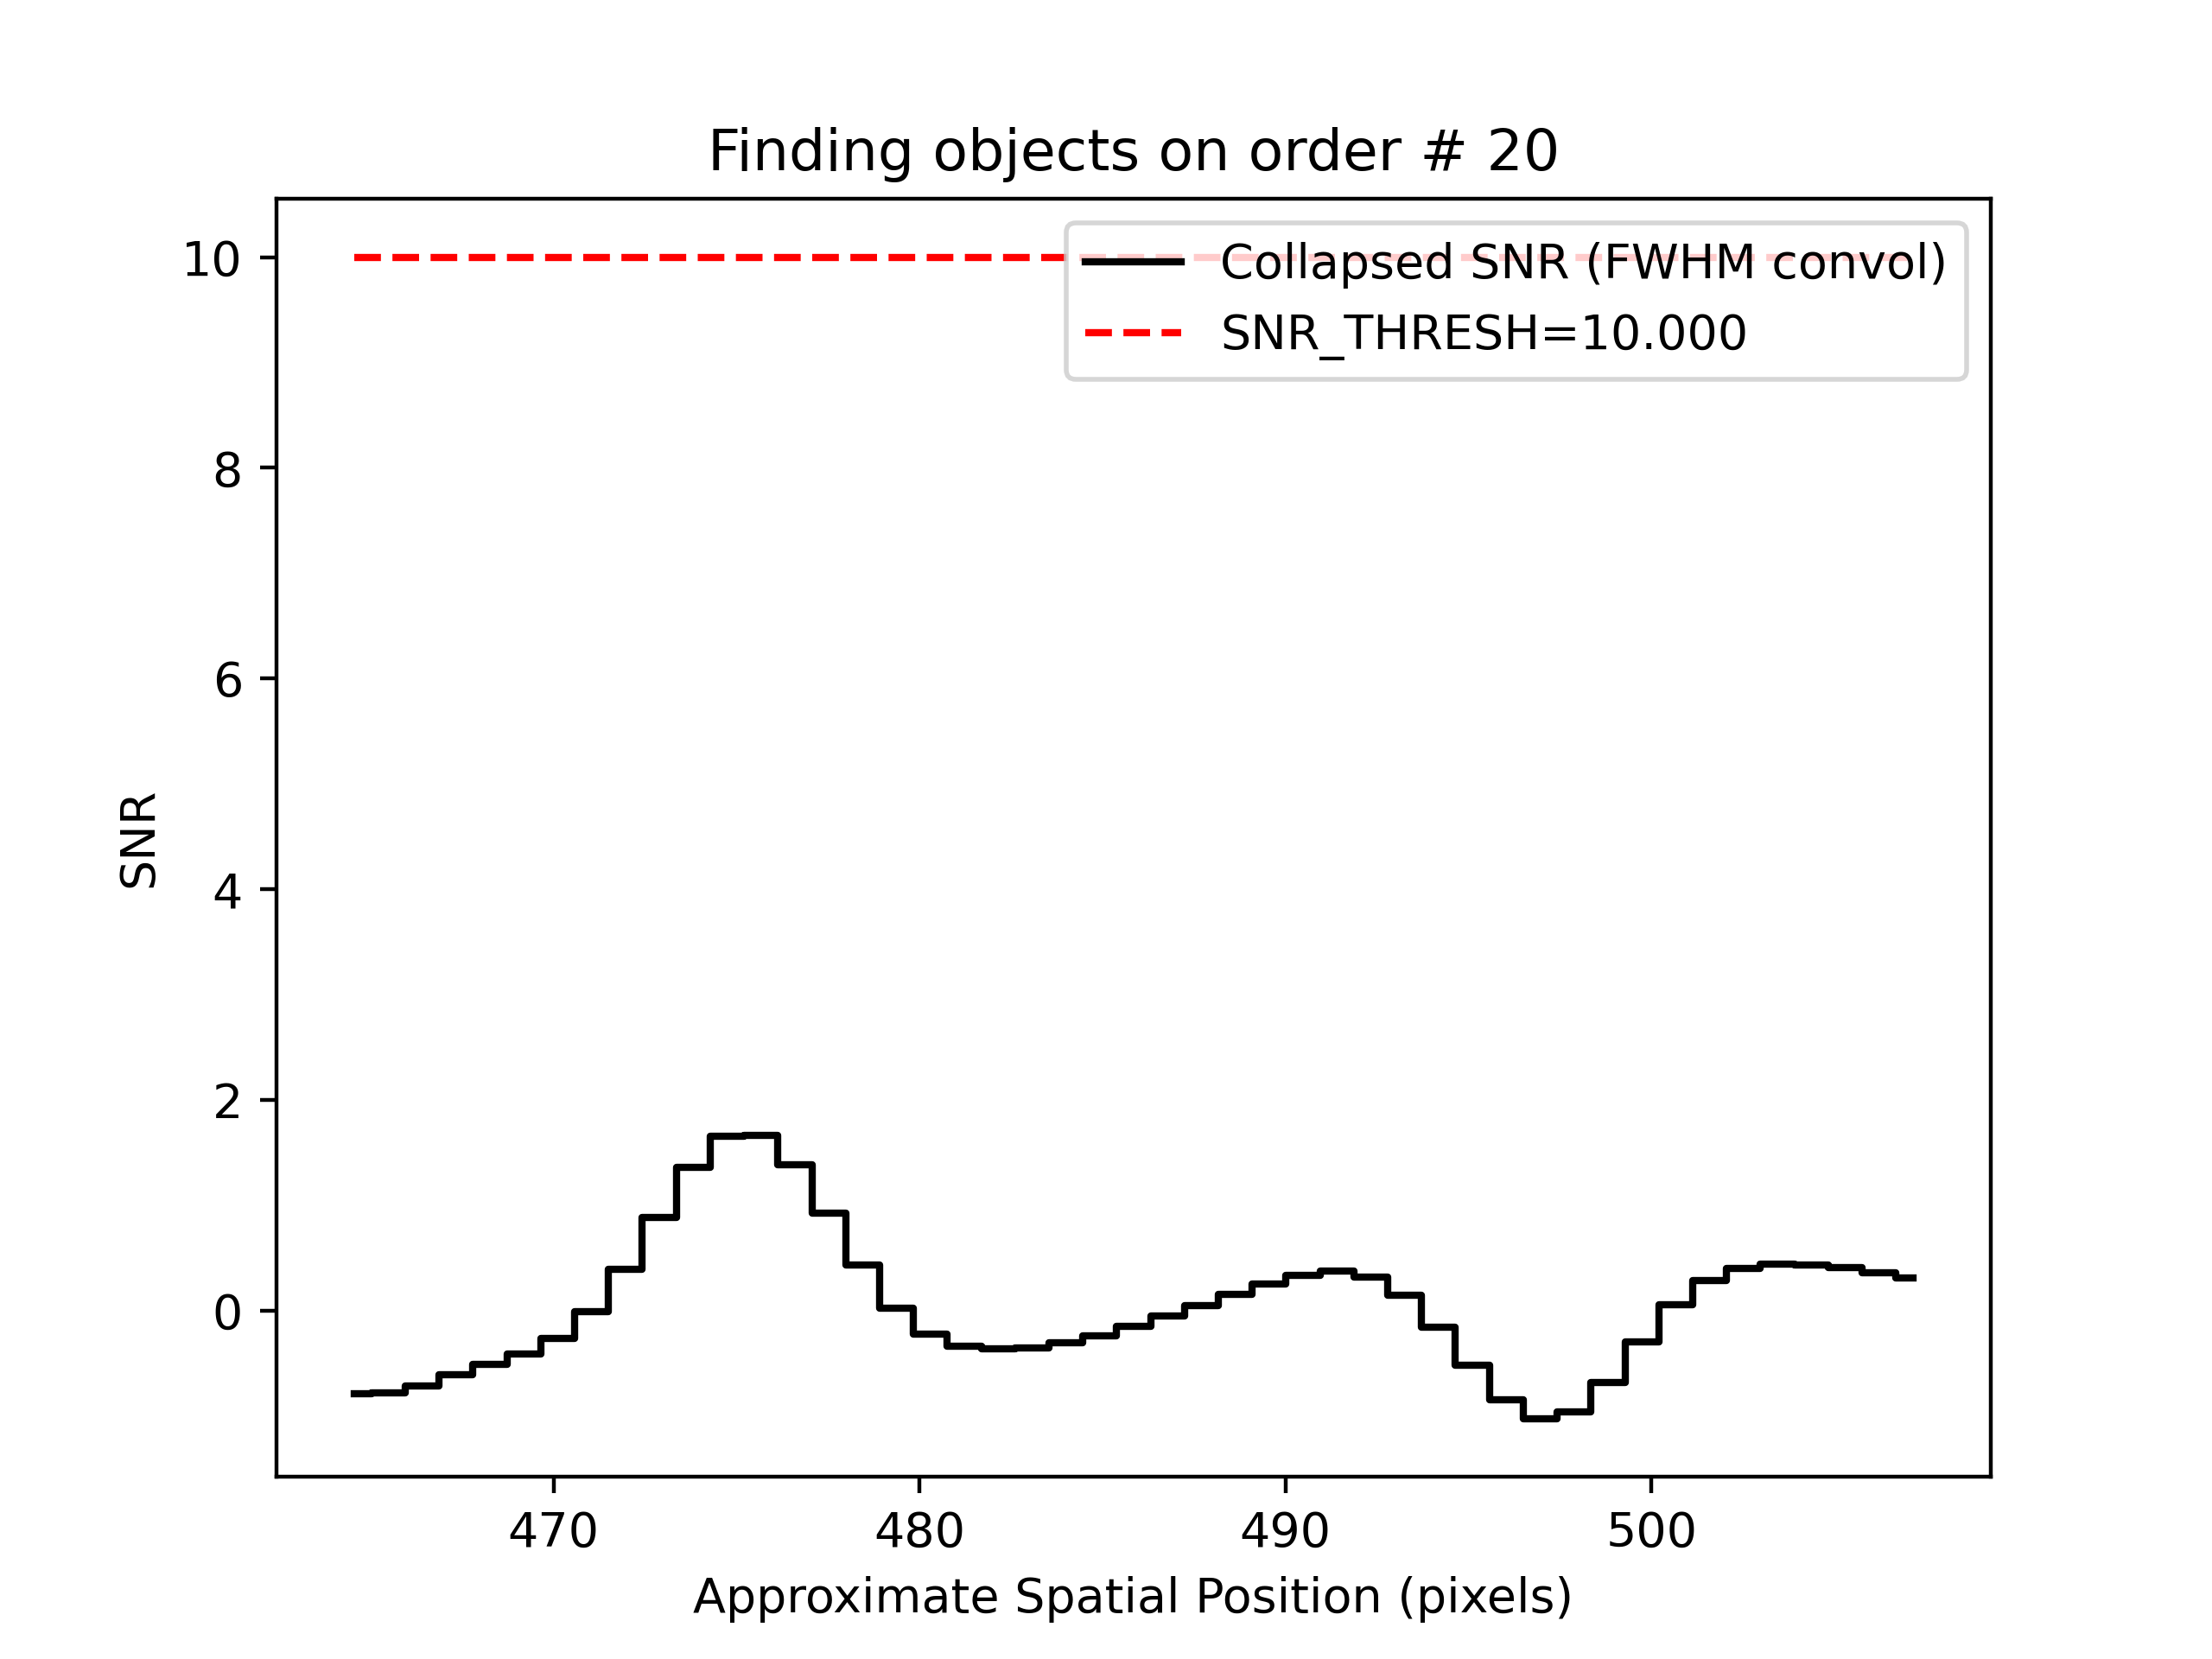 Finding objects on order # 20
Collapsed SNR (FWHM convol)
SNR_THRESH=10.000
10
8
6
4
2
0
SNR
470 480 490 500
Approximate Spatial Position (pixels)